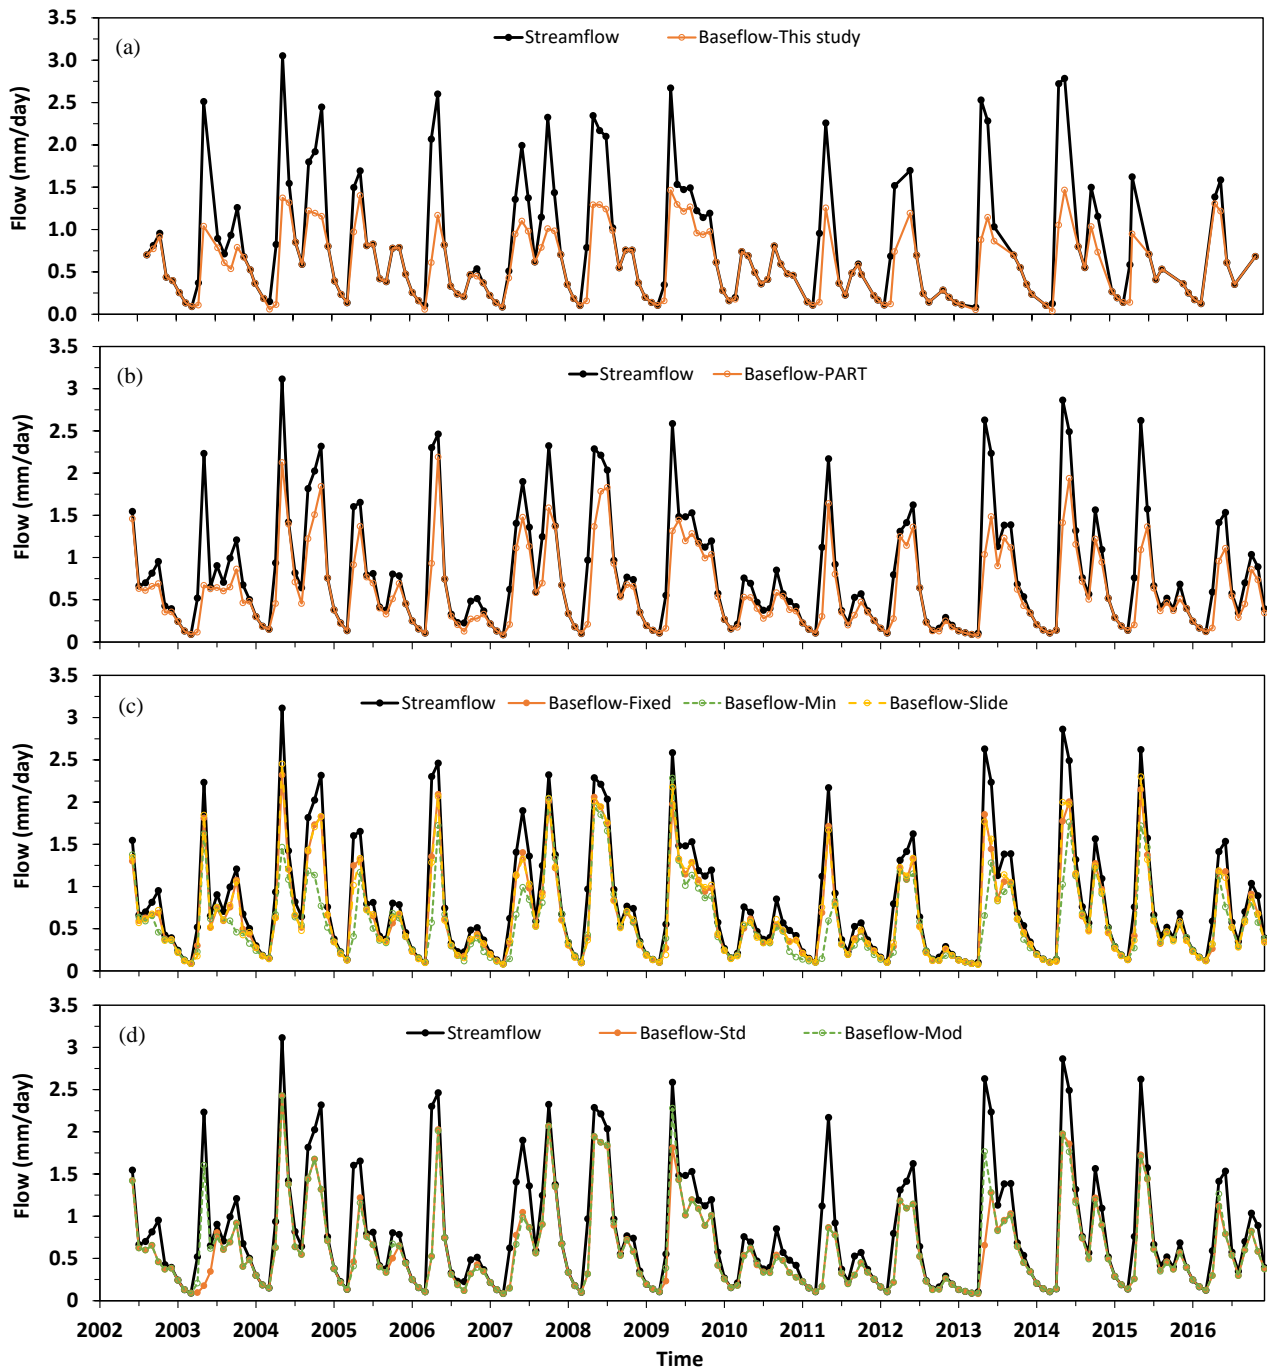 (a)
Streamflow Baseflow-This study
Flow (mm/day)
3.5
3.0
2.5
2.0
1.5
1.0
0.5
0.0
(b)
Streamflow Baseflow-PART
Flow (mm/day)
3.5
3
2.5
2
1.5
1
0.5
0
(c)
Streamflow Baseflow-Fixed Baseflow-Min Baseflow-Slide
Flow (mm/day)
3.5
3
2.5
2
1.5
1
0.5
0
(d)
Streamflow Baseflow-Std Baseflow-Mod
Flow (mm/day)
3.5
3
2.5
2
1.5
1
0.5
0
2002 2003 2004 2005 2006 2007 2008 2009 2010 2011 2012 2013 2014 2015 2016
Time